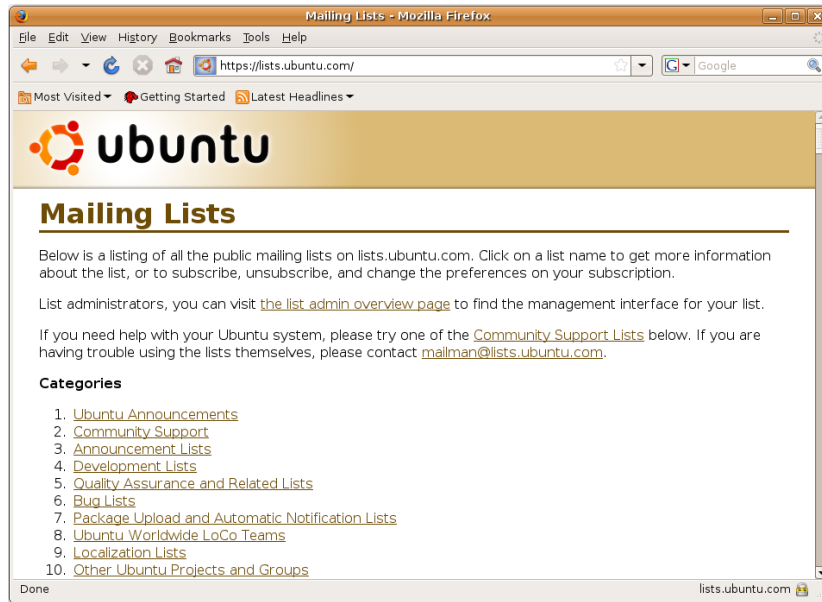 Mailing Lists - Mozilla Firefox
File Edit View History Bookmarks Tools Help
https://lists.ubuntu.com/
G Google
Most Visited Getting Started Latest Headlines
ubuntu
Mailing Lists
Below is a listing of all the public mailing lists on lists.ubuntu.com. Click on a list name to get more information
about the list, or to subscribe, unsubscribe, and change the preferences on your subscription.
List administrators, you can visit the list admin overview page to find the management interface for your list.
If you need help with your Ubuntu system, please try one of the Community Support Lists below. If you are
having trouble using the lists themselves, please contact mailman@lists.ubuntu.com.
Categories
1. Ubuntu Announcements
2. Community Support
3. Announcement Lists
4. Development Lists
5. Quality Assurance and Related Lists
6. Bug Lists
7. Package Upload and Automatic Notification Lists
8. Ubuntu Worldwide LoCo Teams
9. Localization Lists
10. Other Ubuntu Projects and Groups
Done lists.ubuntu.com